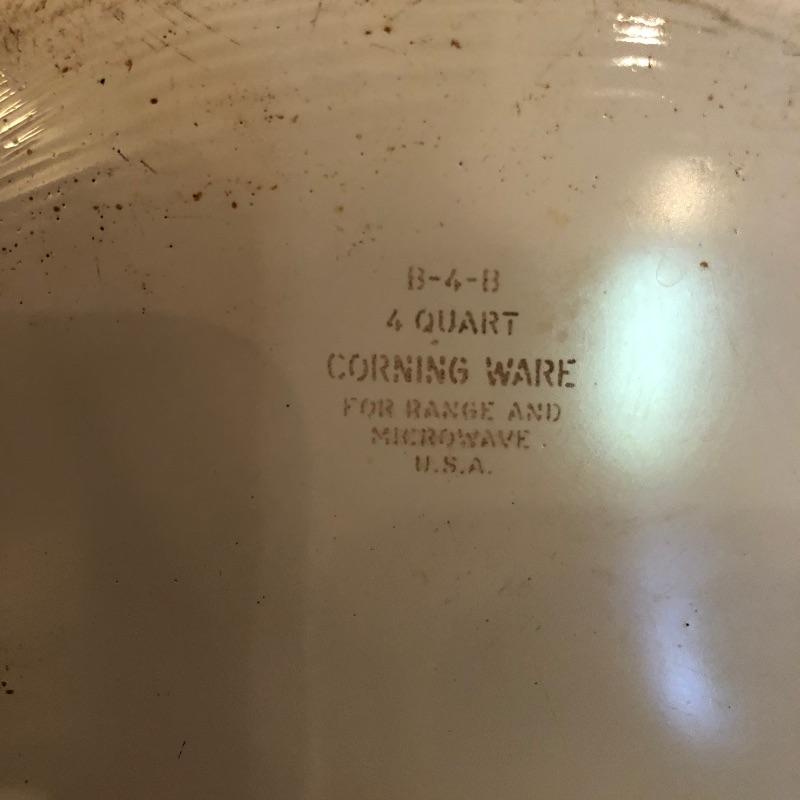 B-4-B
4 QUART
CORNING WARE
FOR RANGE AND
MICROWAVE
U.S.A.